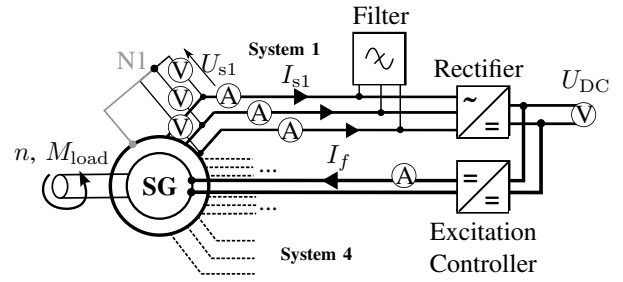 Filter
N1
U_s1
System 1
V
V
V
A
A
A
I_s1
Rectifier
~
=
U_DC
V
n, M_load
SG
...
...
I_f
A
=
=
System 4
Excitation
Controller